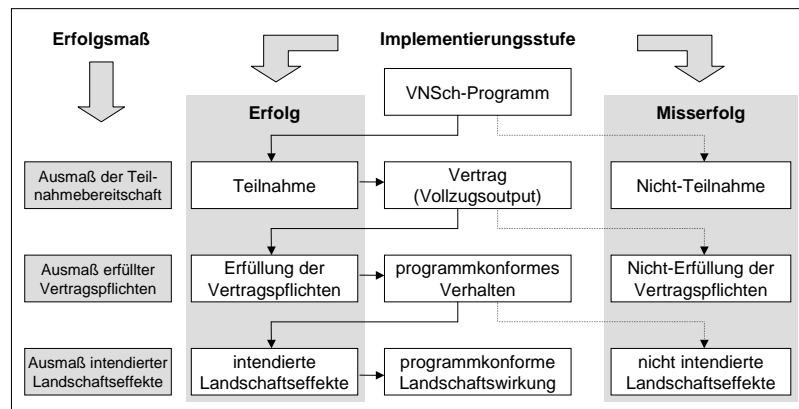 Erfolgsmaß
Implementierungsstufe
VNSch-Programm
Erfolg
Misserfolg
Ausmaß der Teil-
nahmebereitschaft
Teilnahme
Vertrag
(Vollzugsoutput)
Nicht-Teilnahme
Ausmaß erfüllter
Vertragspflichten
Erfüllung der
Vertragspflichten
programmkonformes
Verhalten
Nicht-Erfüllung der
Vertragspflichten
Ausmaß intendierter
Landschaftseffekte
intendierte
Landschaftseffekte
programmkonforme
Landschaftswirkung
nicht intendierte
Landschaftseffekte